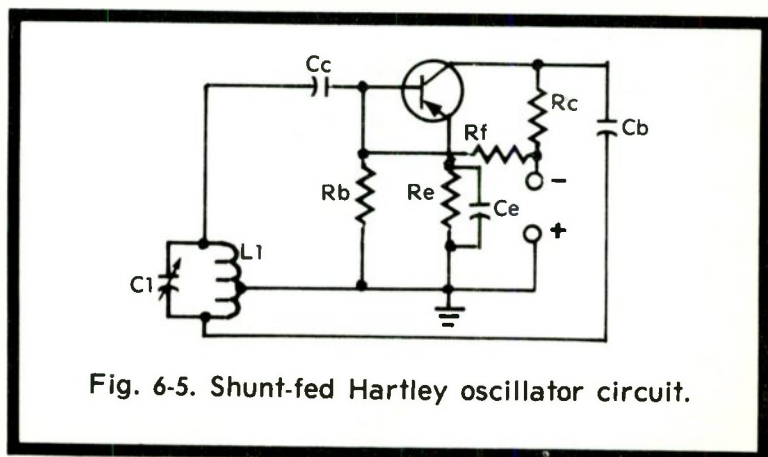 Cc
Rc
Cb
Rf
Rb
Re
Ce
−
+
L1
C1
Fig. 6-5. Shunt-fed Hartley oscillator circuit.